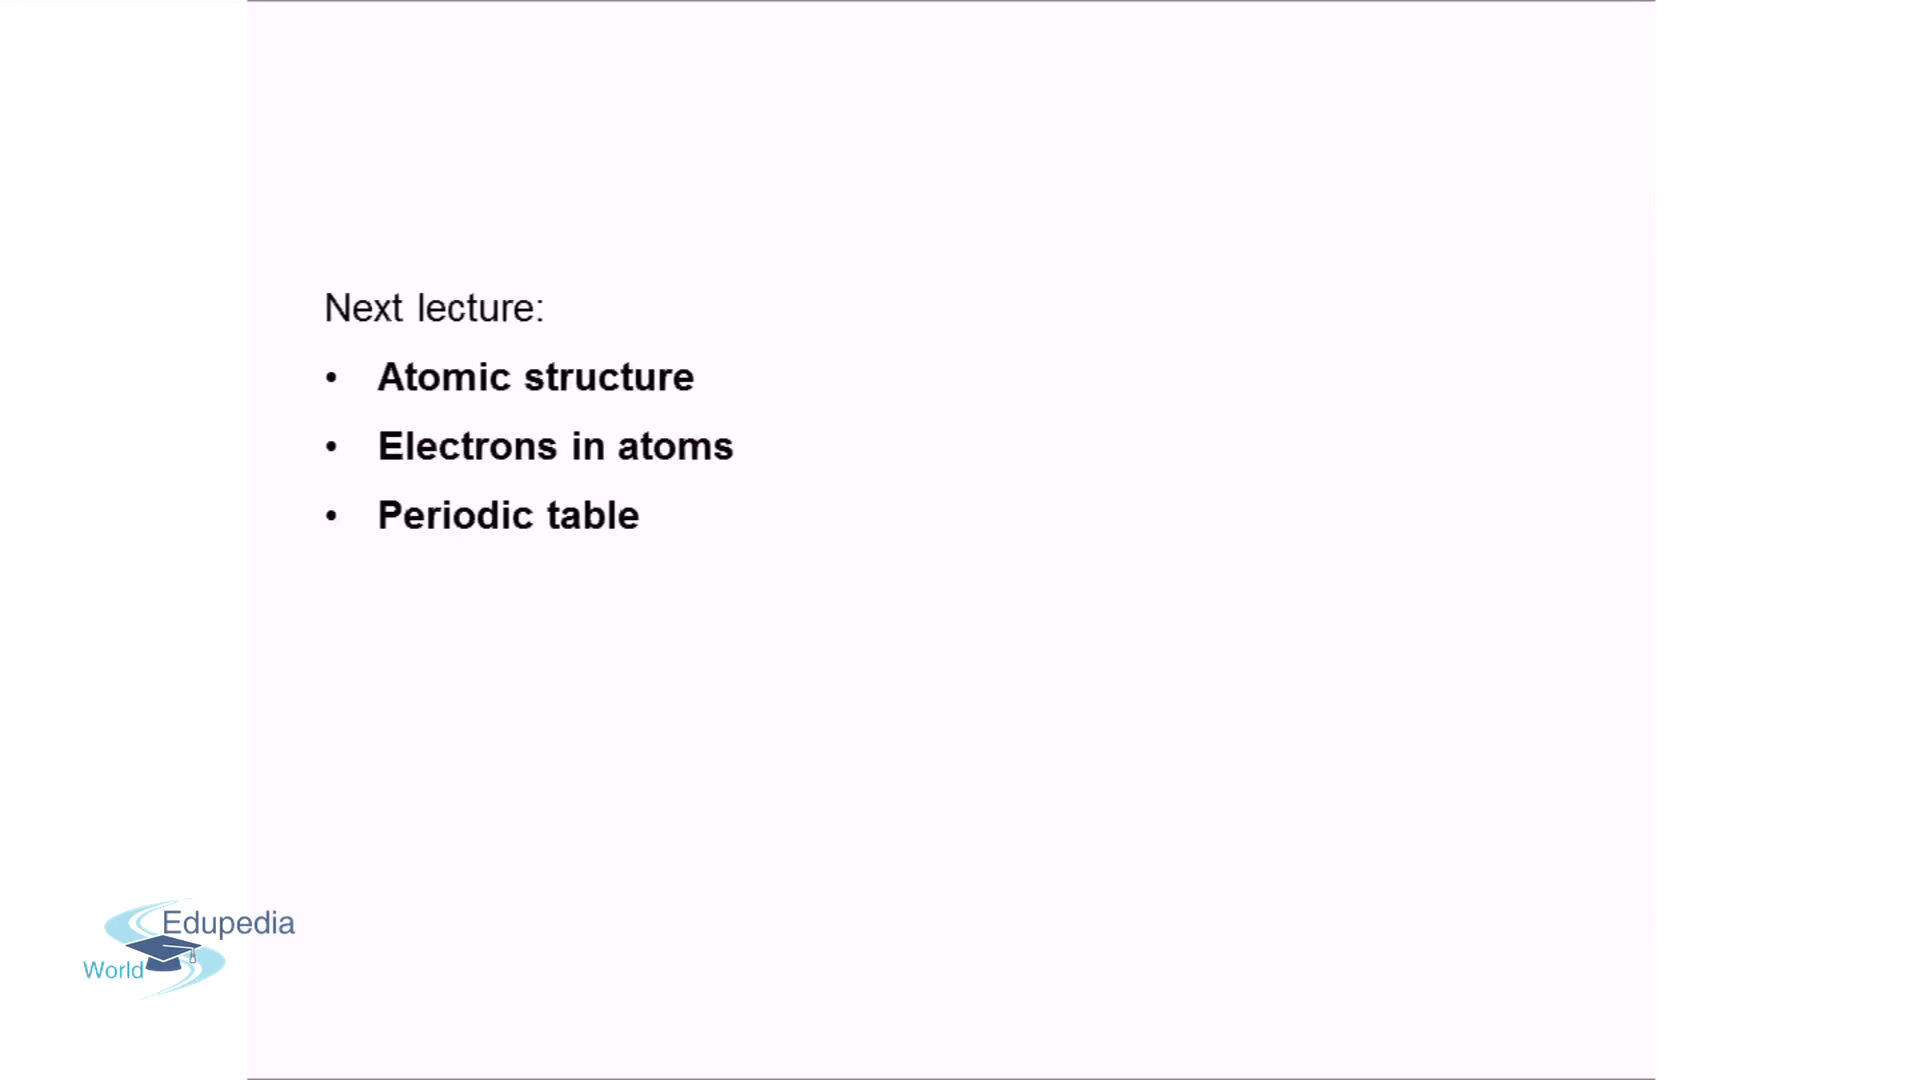 Next lecture:
• Atomic structure
• Electrons in atoms
• Periodic table
Edupedia
World